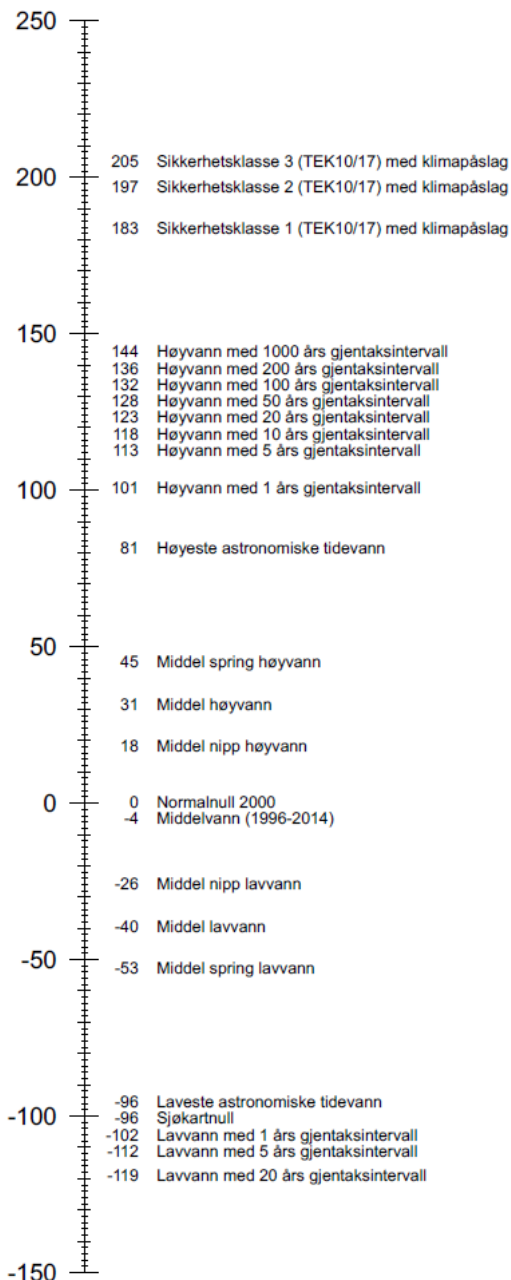 250
205 Sikkerhetsklasse 3 (TEK10/17) med klimapåslag
200
197 Sikkerhetsklasse 2 (TEK10/17) med klimapåslag
183 Sikkerhetsklasse 1 (TEK10/17) med klimapåslag
150
144 Høyvann med 1000 års gjentaksintervall
136 Høyvann med 200 års gjentaksintervall
132 Høyvann med 100 års gjentaksintervall
128 Høyvann med 50 års gjentaksintervall
123 Høyvann med 20 års gjentaksintervall
118 Høyvann med 10 års gjentaksintervall
113 Høyvann med 5 års gjentaksintervall
100
101 Høyvann med 1 års gjentaksintervall
81 Høyeste astronomiske tidevann
50
45 Middel spring høyvann
31 Middel høyvann
18 Middel nipp høyvann
0
0 Normalnull 2000
-4 Middelvann (1996-2014)
-26 Middel nipp lavvann
-40 Middel lavvann
-50
-53 Middel spring lavvann
-96 Laveste astronomiske tidevann
-100
-96 Sjøkartnull
-102 Lavvann med 1 års gjentaksintervall
-112 Lavvann med 5 års gjentaksintervall
-119 Lavvann med 20 års gjentaksintervall
-150